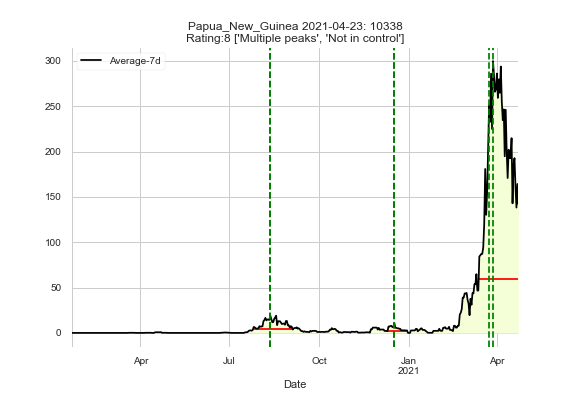 Papua_New_Guinea 2021-04-23: 10338
Rating:8 ['Multiple peaks', 'Not in control']
Average-7d
300
250
200
150
100
50
0
Apr
Jul
Oct
Jan
2021
Apr
Date